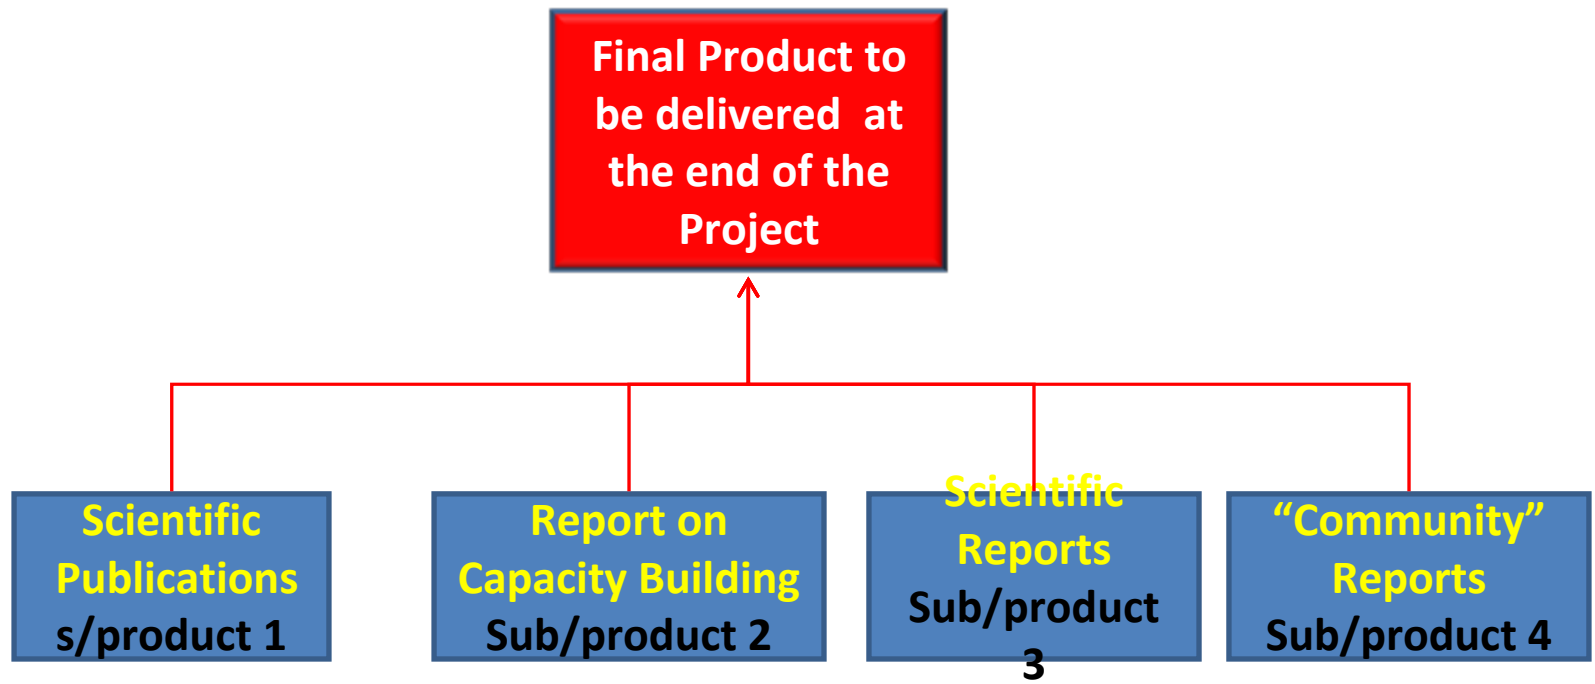 Final Product to
be delivered  at
the end of the
Project
Scientific
Publications
s/product 1
Report on
Capacity Building
Sub/product 2
Scientific
Reports
Sub/product
3
“Community”
Reports
Sub/product 4